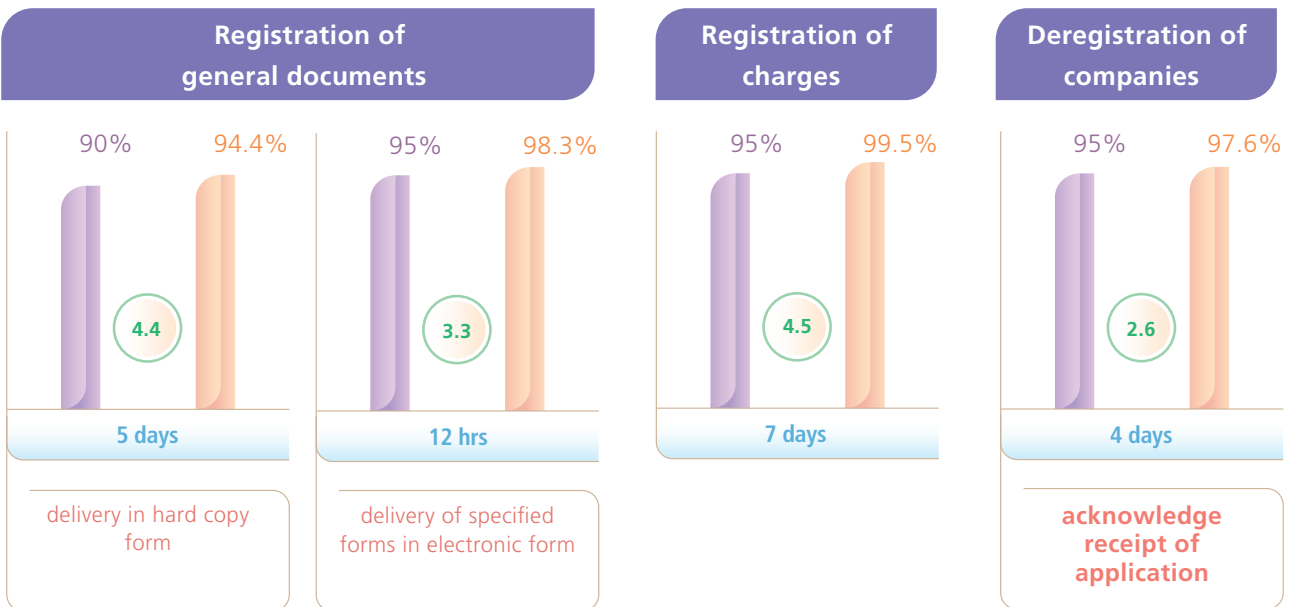 Registration of
general documents
90%
94.4%
4.4
5 days
delivery in hard copy
form
95%
98.3%
3.3
12 hrs
delivery of specified
forms in electronic form
Registration of
charges
95%
99.5%
4.5
7 days
Deregistration of
companies
95%
97.6%
2.6
4 days
acknowledge
receipt of
application